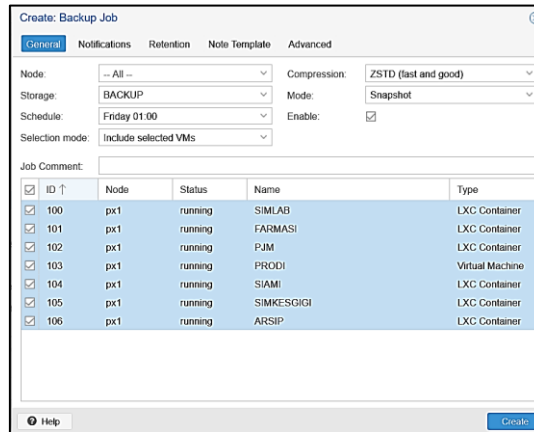 Create: Backup Job
General Notifications Retention Note Template Advanced
Node: -- All -- Compression: ZSTD (fast and good)
Storage: BACKUP Mode: Snapshot
Schedule: Friday 01:00 Enable:
Selection mode: Include selected VMs
Job Comment:
ID ↑ Node Status Name Type
100 px1 running SIMLAB LXC Container
101 px1 running FARMASI LXC Container
102 px1 running PJM LXC Container
103 px1 running PRODI Virtual Machine
104 px1 running SIAMI LXC Container
105 px1 running SIMKESGIGI LXC Container
106 px1 running ARSIP LXC Container
Help Create